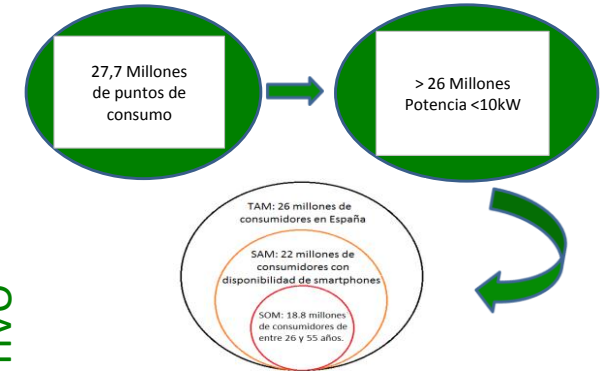 27,7 Millones
de puntos de
consumo
> 26 Millones
Potencia <10kW
TAM: 26 millones de
consumidores en España
SAM: 22 millones de
consumidores con
disponibilidad de smartphones
SOM: 18.8 millones
de consumidores de
entre 26 y 55 años.